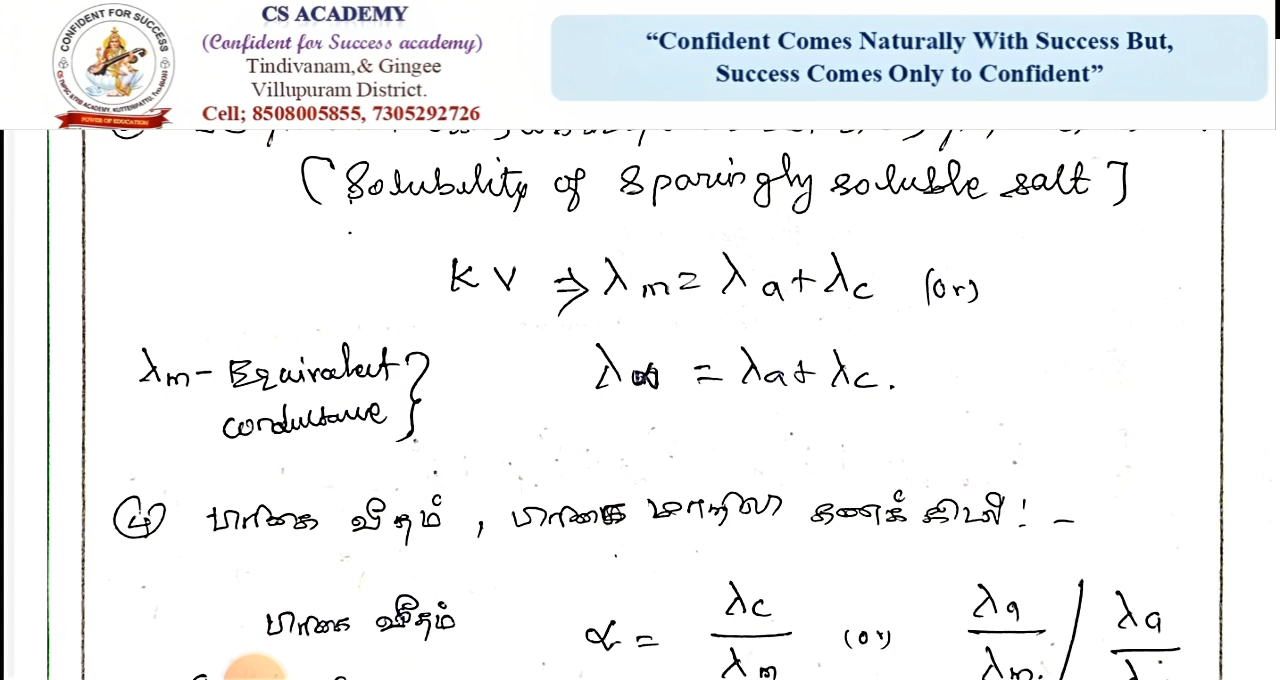 CS ACADEMY
(Confident for Success academy)
Tindivanam,& Gingee
Villupuram District.
Cell; 8508005855, 7305292726
CONFIDENT FOR SUCCESS
POWER OF EDUCATION
“Confident Comes Naturally With Success But,
Success Comes Only to Confident”
(Solubility of Sparingly soluble salt]
KV ⇒ λm = λa + λc (or)
λm - Equivalent
conductance }
λ∞ = λa + λc.
④ பாகை வீதம், பாகை மாறிலி கணக்கிடல்! -
பாகை வீதம்
α = λc / λm (or) λa / λm / λa